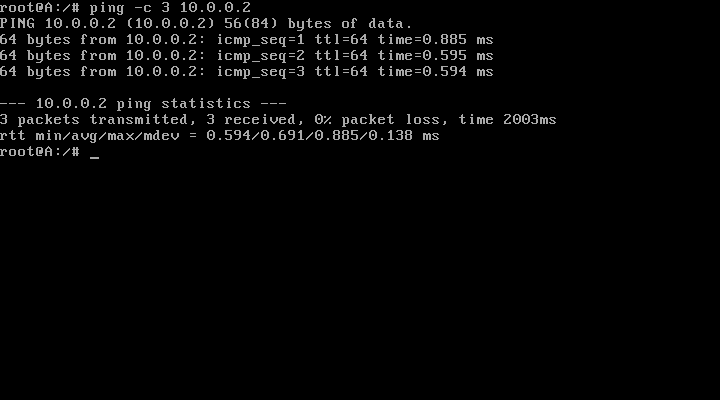 root@A:/# ping -c 3 10.0.0.2
PING 10.0.0.2 (10.0.0.2) 56(84) bytes of data.
64 bytes from 10.0.0.2: icmp_seq=1 ttl=64 time=0.885 ms
64 bytes from 10.0.0.2: icmp_seq=2 ttl=64 time=0.595 ms
64 bytes from 10.0.0.2: icmp_seq=3 ttl=64 time=0.594 ms

--- 10.0.0.2 ping statistics ---
3 packets transmitted, 3 received, 0% packet loss, time 2003ms
rtt min/avg/max/mdev = 0.594/0.691/0.885/0.138 ms
root@A:/# _